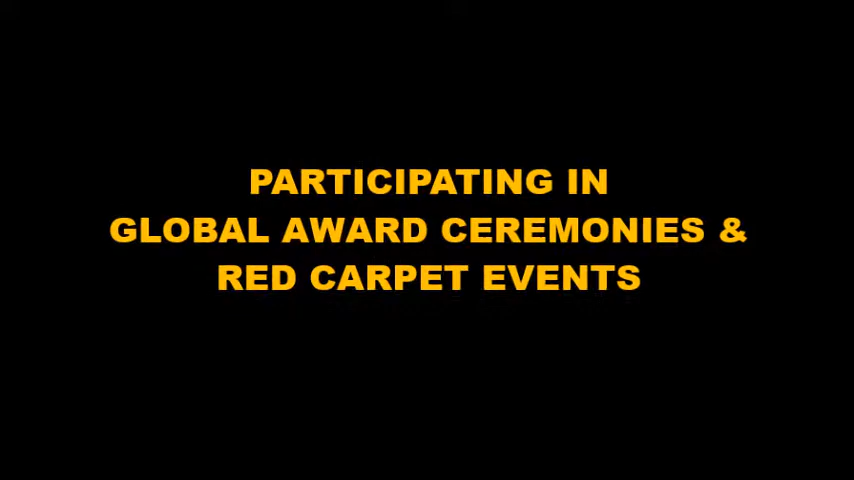 PARTICIPATING IN
GLOBAL AWARD CEREMONIES &
RED CARPET EVENTS